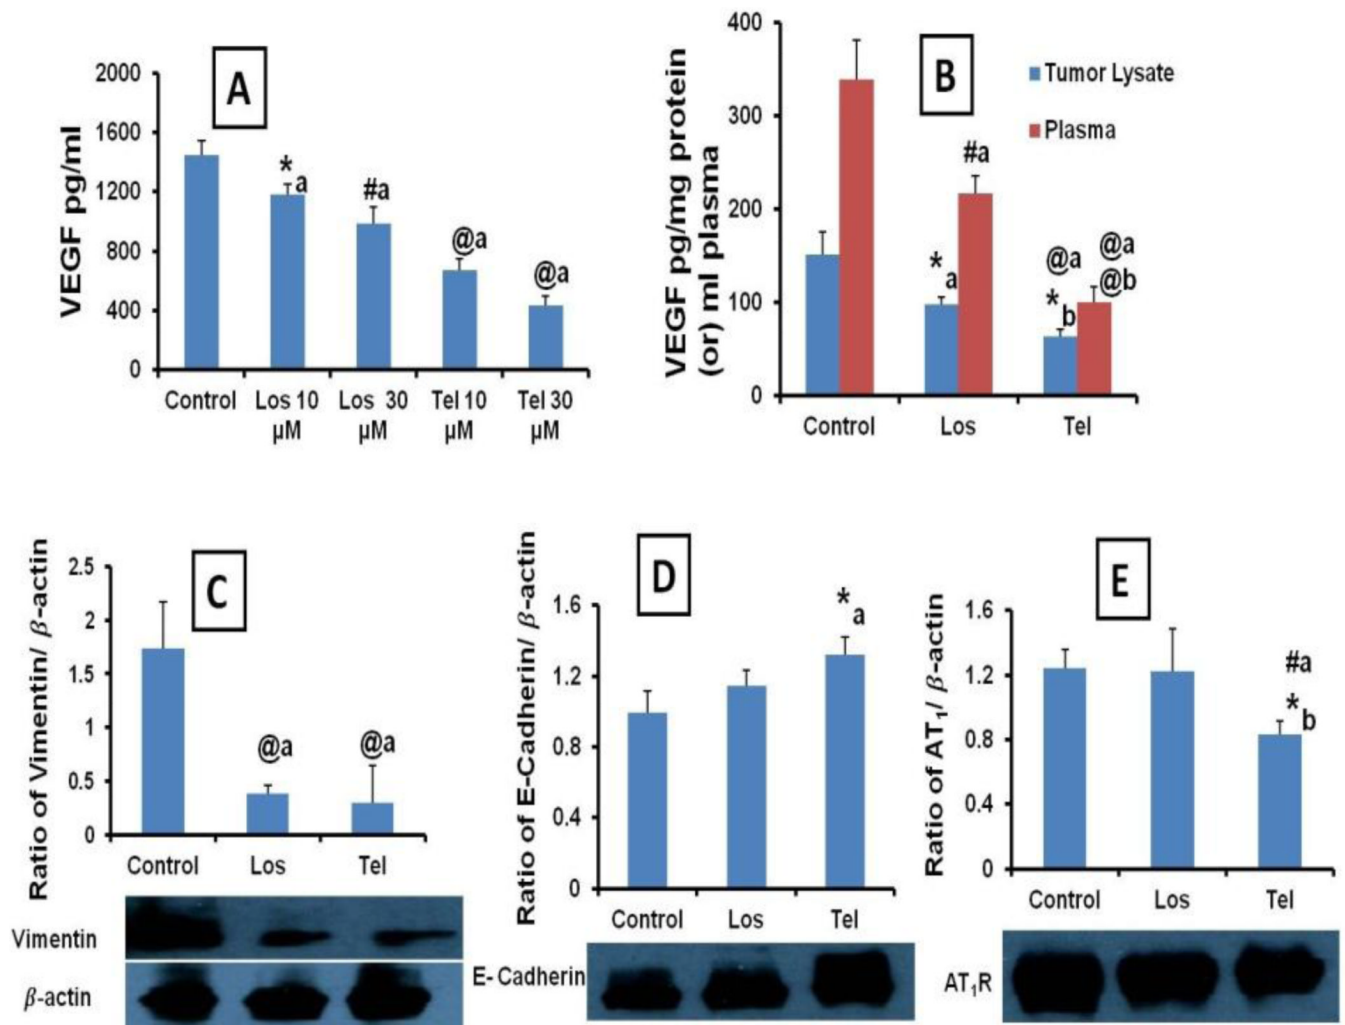 A
VEGF pg/ml
2000
1600
1200
800
400
0
*
a
#a
@a
@a
Control
Los 10
µM
Los 30
µM
Tel 10
µM
Tel 30
µM
B
VEGF pg/mg protein
(or) ml plasma
400
300
200
100
0
Tumor Lysate
Plasma
*
a
#a
@a
*
b
@a
@b
Control
Los
Tel
C
Ratio of Vimentin/ β-actin
2.5
2
1.5
1
0.5
0
@a
@a
Control
Los
Tel
Vimentin
β-actin
D
Ratio of E-Cadherin/ β-actin
1.6
1.2
0.8
0.4
0
*
a
Control
Los
Tel
E- Cadherin
E
Ratio of AT₁/ β-actin
1.6
1.2
0.8
0.4
0
#a
*
b
Control
Los
Tel
AT₁R